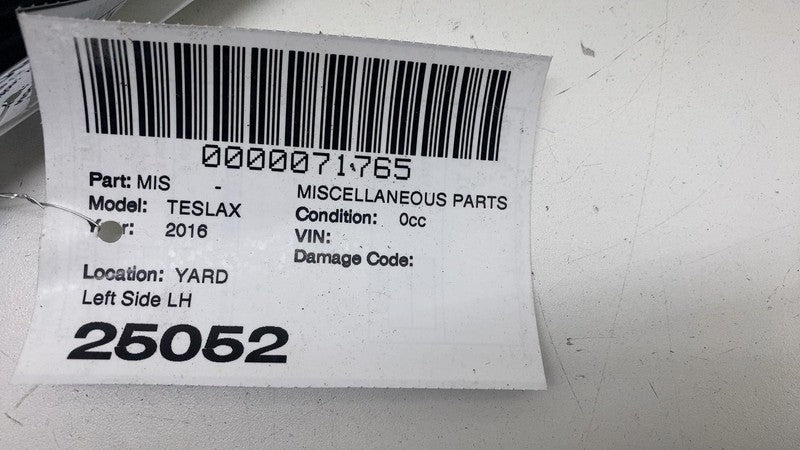 0000071765
Part: MIS - MISCELLANEOUS PARTS
Model: TESLAX Condition: 0cc
Year: 2016 VIN:
Damage Code:
Location: YARD
Left Side LH
25052